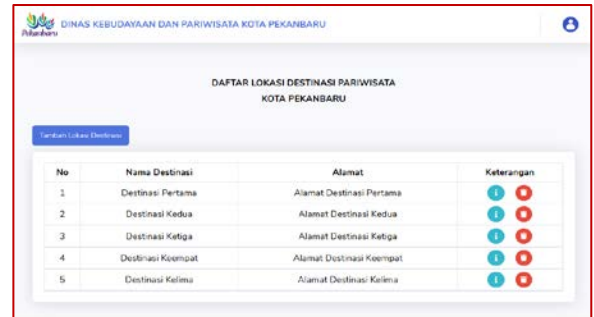 Pekanbaru
DINAS KEBUDAYAAN DAN PARIWISATA KOTA PEKANBARU
DAFTAR LOKASI DESTINASI PARIWISATA
KOTA PEKANBARU
Tambah Lokasi Destinasi
No Nama Destinasi Alamat Keterangan
1 Destinasi Pertama Alamat Destinasi Pertama
2 Destinasi Kedua Alamat Destinasi Kedua
3 Destinasi Ketiga Alamat Destinasi Ketiga
4 Destinasi Keempat Alamat Destinasi Keempat
5 Destinasi Kelima Alamat Destinasi Kelima